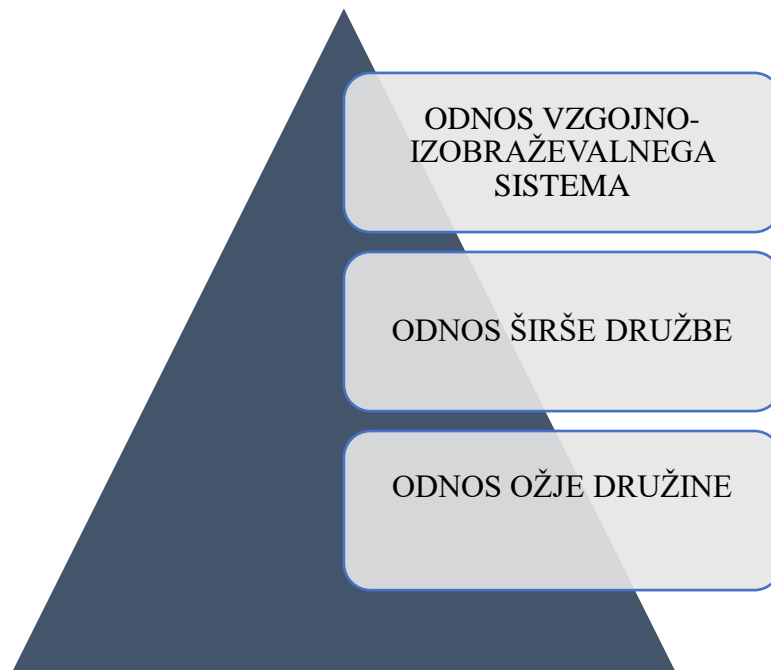 ODNOS VZGOJNO-
IZOBRAŽEVALNEGA
SISTEMA
ODNOS ŠIRŠE DRUŽBE
ODNOS OŽJE DRUŽINE